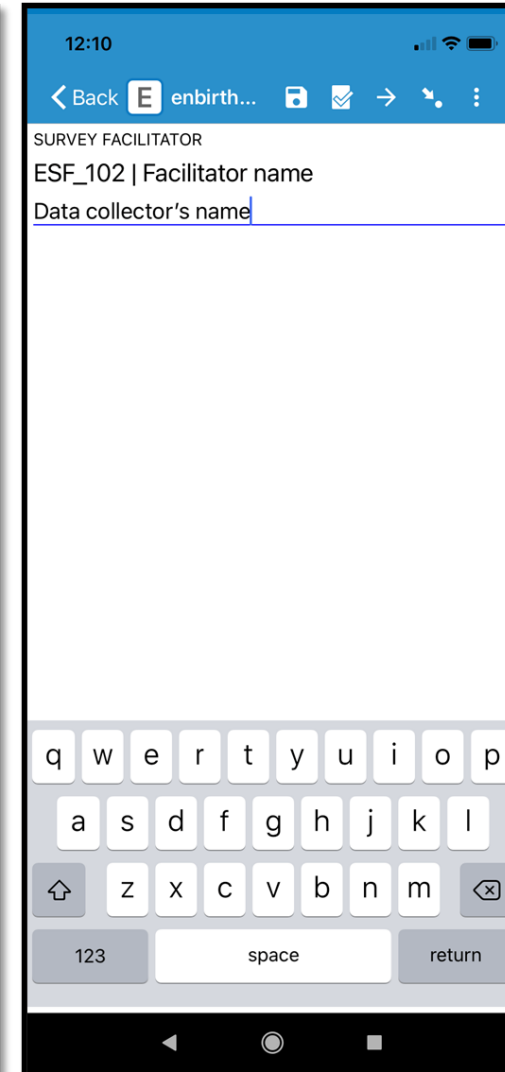 12:10
Back E enbirth...
SURVEY FACILITATOR
ESF_102 | Facilitator name
Data collector's name
q w e r t y u i o p
a s d f g h j k l
z x c v b n m
123 space return